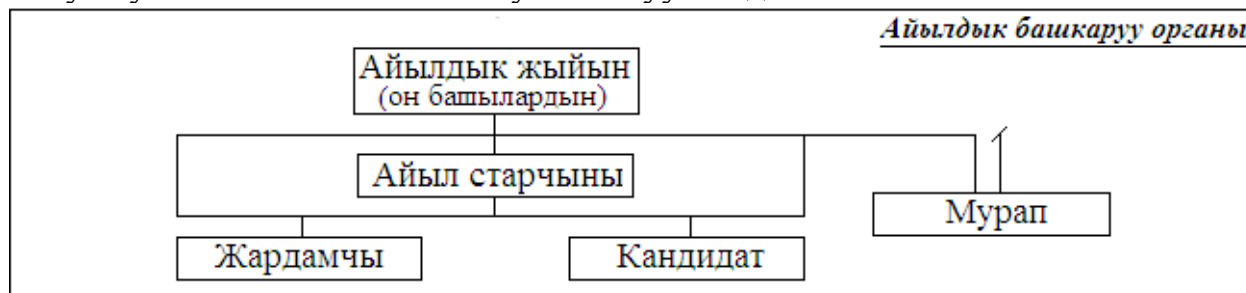 Айылдык башкаруу органы
Айылдык жыйын
(он башылардын)
Айыл старчыны
Мурап
Жардамчы
Кандидат